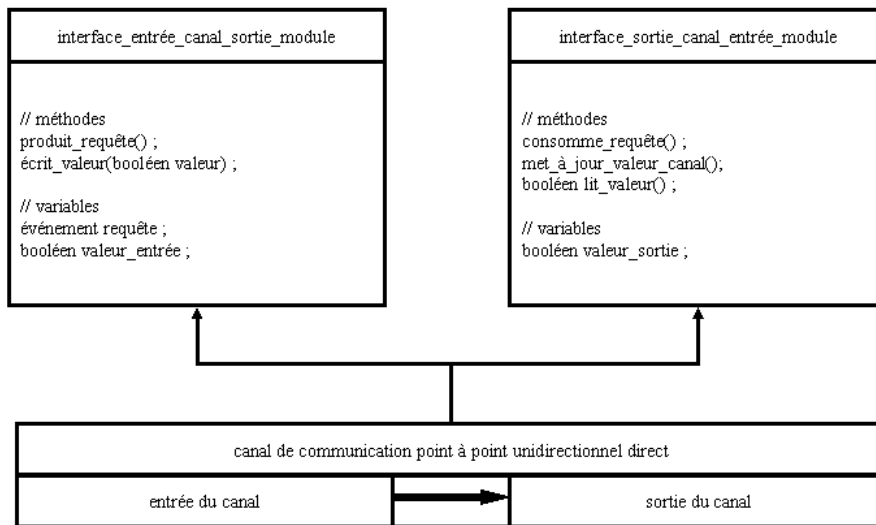 interface_entrée_canal_sortie_module
// méthodes
produit_requête() ;
écrit_valeur(booléen valeur) ;
// variables
événement requête ;
booléen valeur_entrée ;
interface_sortie_canal_entrée_module
// méthodes
consomme_requête() ;
met_à_jour_valeur_canal();
booléen lit_valeur() ;
// variables
booléen valeur_sortie ;
canal de communication point à point unidirectionnel direct
entrée du canal
sortie du canal